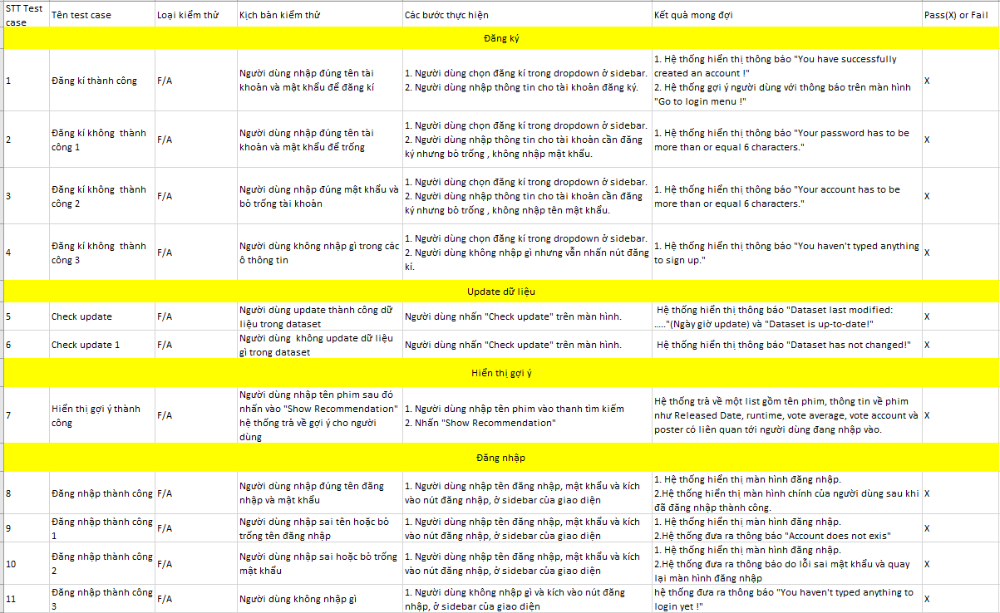 STT Test
case
Tên test case
Loại kiểm thử
Kịch bản kiểm thử
Các bước thực hiện
Kết quả mong đợi
Pass(X) or Fail
Đăng ký
1
Đăng kí thành công
F/A
Người dùng nhập đúng tên tài
khoản và mật khẩu để đăng kí
1. Người dùng chọn đăng kí trong dropdown ở sidebar.
2. Người dùng nhập thông tin cho tài khoản đăng ký.
1. Hệ thống hiển thị thông báo "You have successfully
created an account !"
2. Hệ thống gợi ý người dùng với thông báo trên màn hình
"Go to login menu !"
X
2
Đăng kí không  thành
công 1
F/A
Người dùng nhập đúng tên tài
khoản và mật khẩu để trống
1. Người dùng chọn đăng kí trong dropdown ở sidebar.
2. Người dùng nhập thông tin cho tài khoản cần đăng
ký nhưng bỏ trống , không nhập mật khẩu.
1. Hệ thống hiển thị thông báo "Your password has to be
more than or equal 6 characters."
X
3
Đăng kí không  thành
công 2
F/A
Người dùng nhập đúng mật khẩu và
bỏ trống tài khoản
1. Người dùng chọn đăng kí trong dropdown ở sidebar.
2. Người dùng nhập thông tin cho tài khoản cần đăng
ký nhưng bỏ trống , không nhập tên mật khẩu.
1. Hệ thống hiển thị thông báo "Your account has to be
more than or equal 6 characters."
X
4
Đăng kí không  thành
công 3
F/A
Người dùng không nhập gì trong các
ô thông tin
1. Người dùng chọn đăng kí trong dropdown ở sidebar.
2. Người dùng không nhập gì nhưng vẫn nhấn nút đăng
kí.
1. Hệ thống hiển thị thông báo "You haven't typed anything
to sign up."
X
Update dữ liệu
5
Check update
F/A
Người dùng update thành công dữ
liệu trong dataset
Người dùng nhấn "Check update" trên màn hình.
Hệ thống hiển thị thông báo "Dataset last modified:
....."(Ngày giờ update) và "Dataset is up-to-date!"
X
6
Check update 1
F/A
Người dùng  không update dữ liệu
gì trong dataset
Người dùng nhấn "Check update" trên màn hình.
Hệ thống hiển thị thông báo "Dataset has not changed!"
X
Hiển thị gợi ý
7
Hiển thị gợi ý thành
công
F/A
Người dùng nhập tên phim sau đó
nhấn vào "Show Recommendation"
hệ thống trả về gợi ý cho người
dùng
1. Người dùng nhập tên phim vào thanh tìm kiếm
2. Nhấn "Show Recommendation"
Hệ thống trả về một list gồm tên phim, thông tin về phim
như Released Date, runtime, vote average, vote account và
poster có liên quan tới người dùng đang nhập vào.
X
Đăng nhập
8
Đăng nhập thành công
F/A
Người dùng nhập đúng tên đăng
nhập và mật khẩu
1. Người dùng nhập tên đăng nhập, mật khẩu và kích
vào nút đăng nhập, ở sidebar của giao diện
1. Hệ thống hiển thị màn hình đăng nhập.
2.Hệ thống hiển thị màn hình chính của người dùng sau khi
đã đăng nhập thành công.
X
9
Đăng nhập thành công
1
F/A
Người dùng nhập sai tên hoặc bỏ
trống tên đăng nhập
1. Người dùng nhập tên đăng nhập, mật khẩu và kích
vào nút đăng nhập, ở sidebar của giao diện
1. Hệ thống hiển thị màn hình đăng nhập.
2.Hệ thống đưa ra thông báo "Account does not exis"
X
10
Đăng nhập thành công
2
F/A
Người dùng nhập sai hoặc bỏ trống
mật khẩu
1. Người dùng nhập tên đăng nhập, mật khẩu và kích
vào nút đăng nhập, ở sidebar của giao diện
1. Hệ thống hiển thị màn hình đăng nhập.
2.Hệ thống đưa ra thông báo do lỗi sai mật khẩu và quay
lại màn hình đăng nhập
X
11
Đăng nhập thành công
3
F/A
Người dùng không nhập gì
1. Người dùng không nhập gì và kích vào nút đăng
nhập, ở sidebar của giao diện
hệ thống đưa ra thông báo "You haven't typed anything to
login yet !"
X